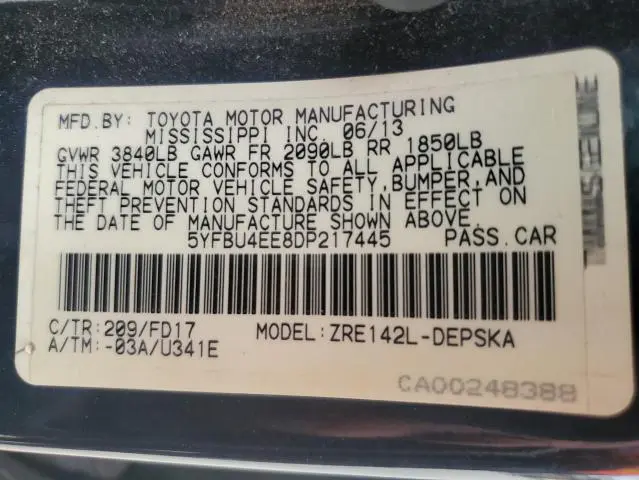 MFD.BY: TOYOTA MOTOR MANUFACTURING
MISSISSIPPI INC. 06/13
GVWR 3840LB GAWR FR 2090LB RR 1850LB
THIS VEHICLE CONFORMS TO ALL APPLICABLE
FEDERAL MOTOR VEHICLE SAFETY,BUMPER,AND
THEFT PREVENTION STANDARDS IN EFFECT ON
THE DATE OF MANUFACTURE SHOWN ABOVE.
5YFBU4EE8DP217445 PASS.CAR
C/TR:209/FD17 MODEL:ZRE142L-DEPSKA
A/TM:-03A/U341E
CA00248388